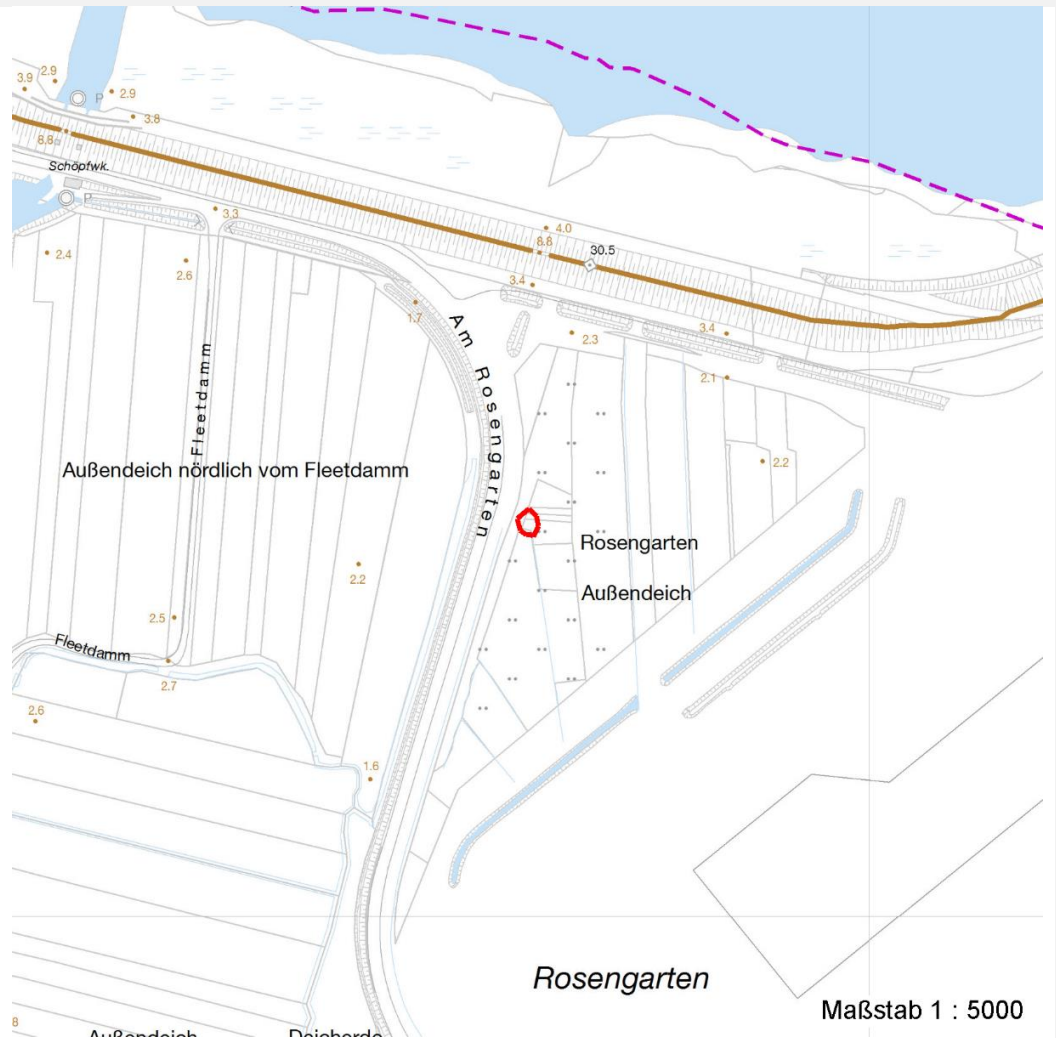 2.9
3.9
P
2.9
3.8
8.8
Schöpfwk.
P
3.3
4.0
8.8
30.5
2.4
2.6
3.4
1.7
2.3
3.4
2.1
Am Rosengarten
Fleetdamm
Außendeich nördlich vom Fleetdamm
2.2
Rosengarten
Außendeich
2.2
2.5
Fleetdamm
2.7
2.6
1.6
Rosengarten
Maßstab 1 : 5000
8
Außendeich
Deicherde